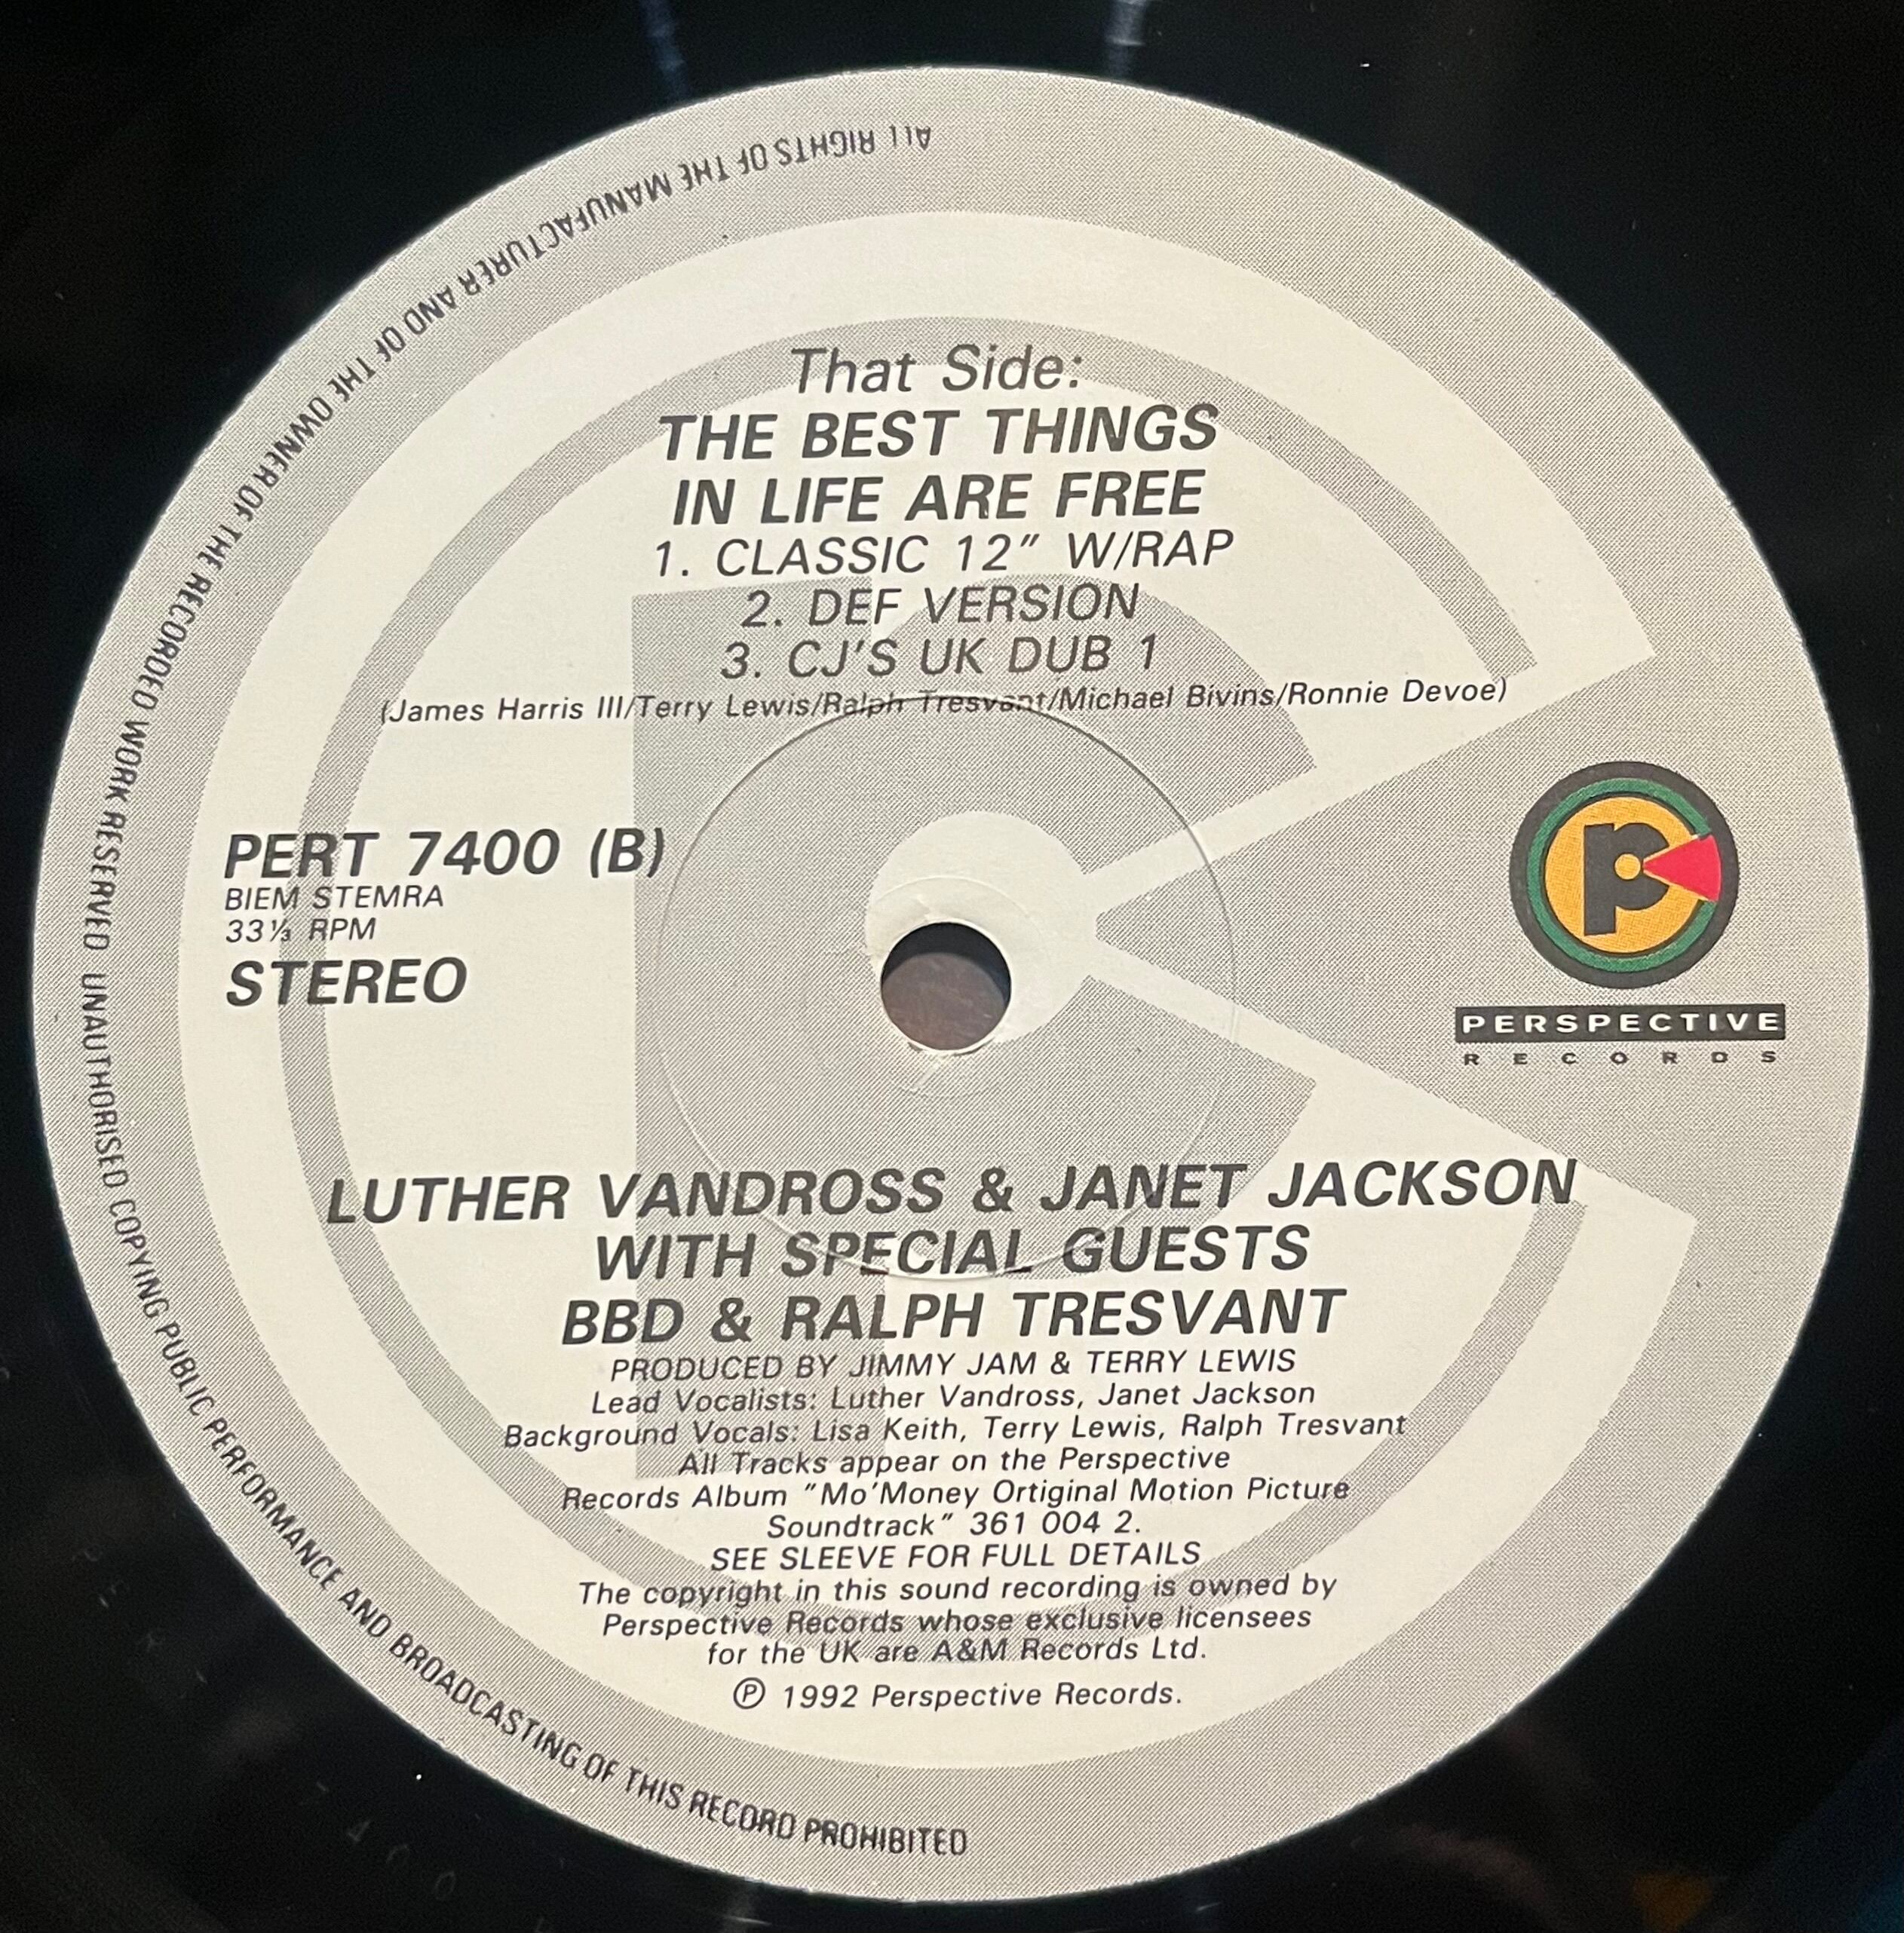 That Side:
THE BEST THINGS
IN LIFE ARE FREE
1. CLASSIC 12" W/RAP
2. DEF VERSION
3. CJ'S UK DUB 1
(James Harris III/Terry Lewis/Ralph Tresvant/Michael Bivins/Ronnie Devoe)
PERT 7400 (B)
BIEM STEMRA
33⅓ RPM
STEREO
P
PERSPECTIVE
RECORDS
LUTHER VANDROSS & JANET JACKSON
WITH SPECIAL GUESTS
BBD & RALPH TRESVANT
PRODUCED BY JIMMY JAM & TERRY LEWIS
Lead Vocalists: Luther Vandross, Janet Jackson
Background Vocals: Lisa Keith, Terry Lewis, Ralph Tresvant
All Tracks appear on the Perspective
Records Album "Mo'Money Ortiginal Motion Picture
Soundtrack" 361 004 2.
SEE SLEEVE FOR FULL DETAILS
The copyright in this sound recording is owned by
Perspective Records whose exclusive licensees
for the UK are A&M Records Ltd.
℗ 1992 Perspective Records.
ALL RIGHTS OF THE MANUFACTURER AND OF THE OWNER OF THE RECORDED WORK RESERVED UNAUTHORISED COPYING PUBLIC PERFORMANCE AND BROADCASTING OF THIS RECORD PROHIBITED
7400